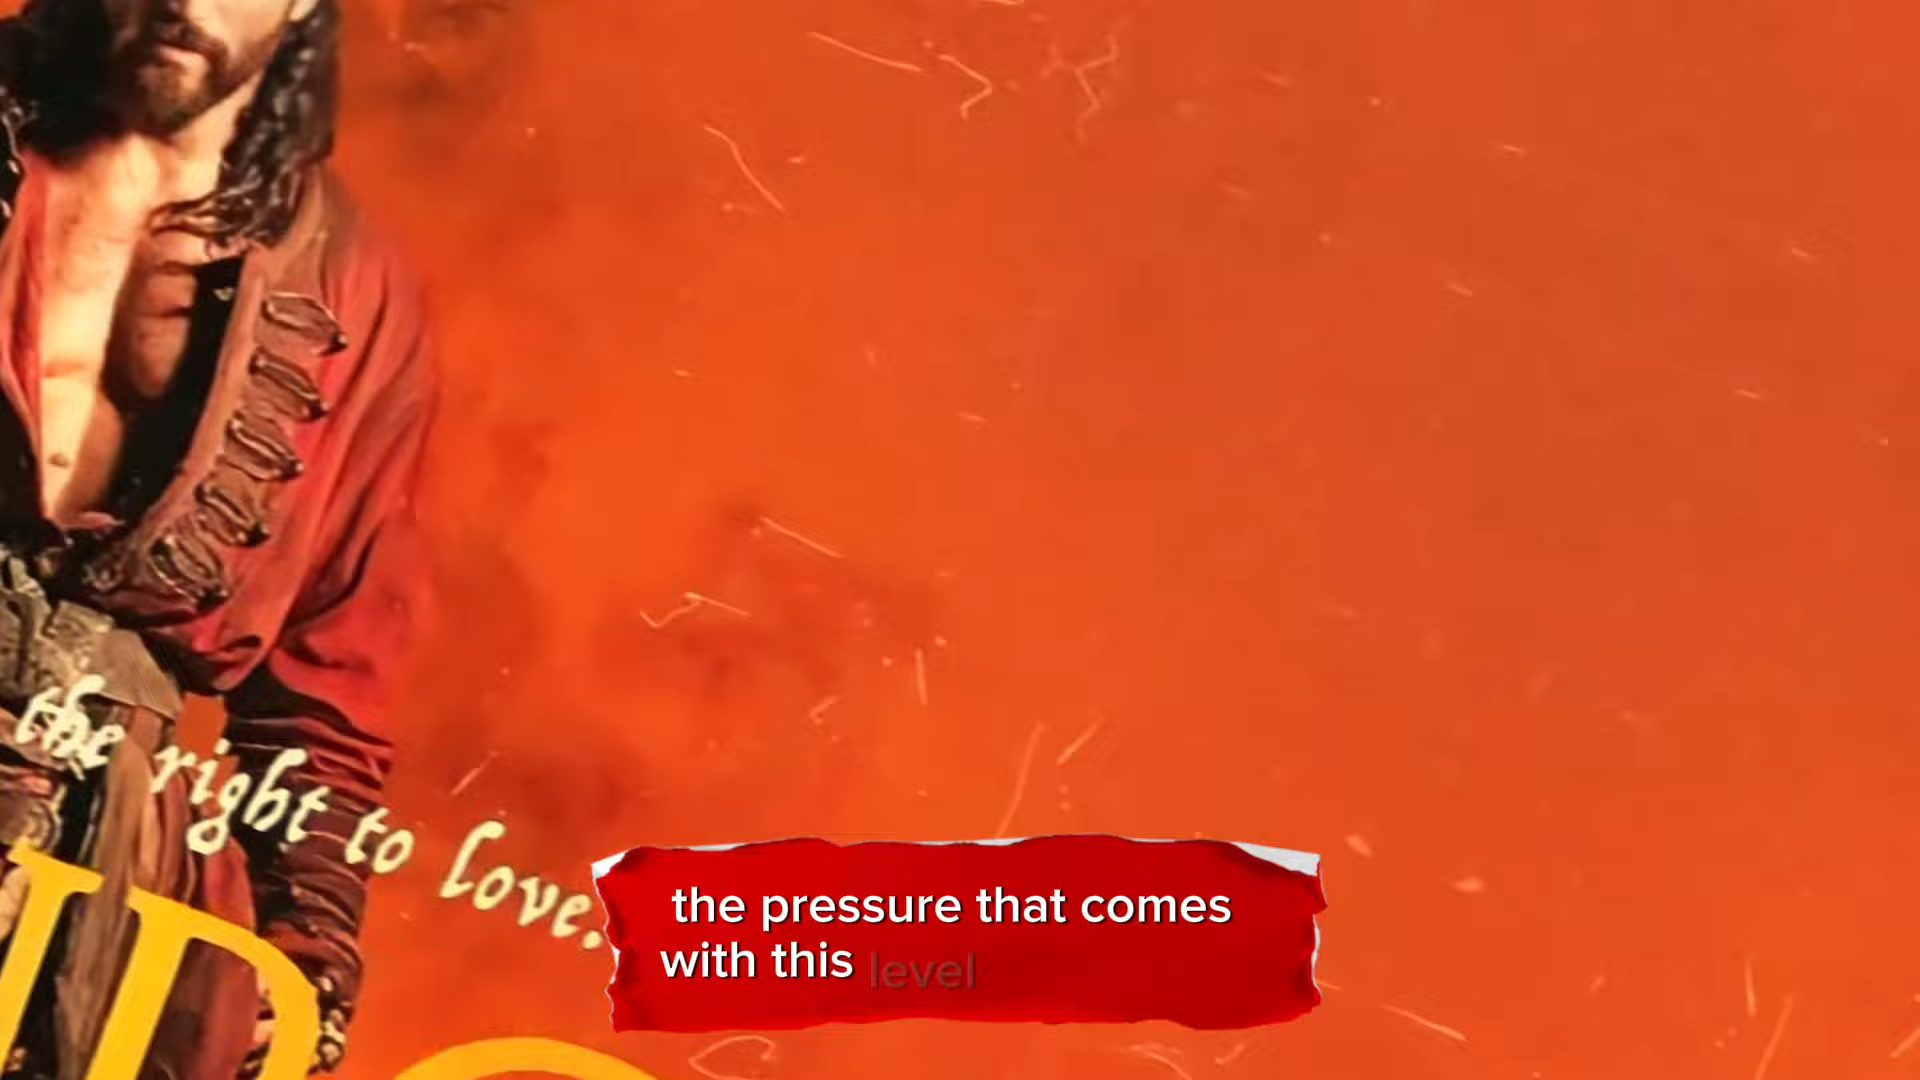 the right to love.
the pressure that comes
with this level